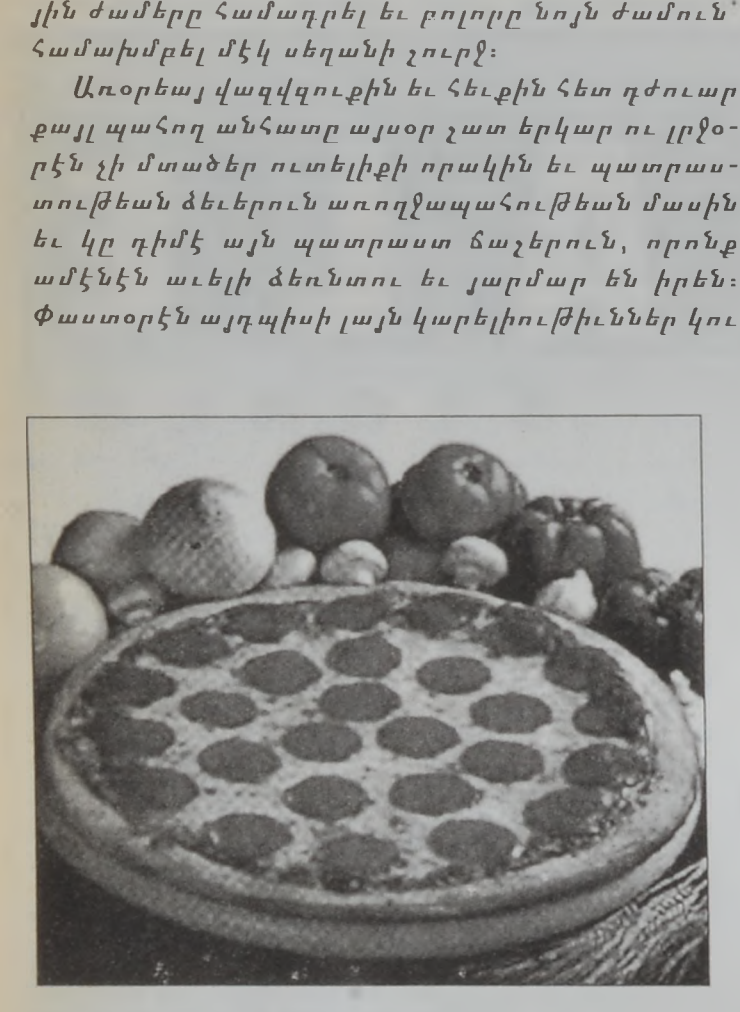 յին ժամերը համադրել եւ բոլորը նոյն ժամուն՝
համախմբել մէկ սեղանի շուրջ:
Առօրեայ վազվզուքին եւ հեւքին հետ դժուար
քայլ պահող անհատը այսօր շատ երկար ու լրջօ-
րէն չի մտածեր ուտելիքի որակին եւ պատրաս-
տութեան ձեւերուն առողջապահութեան մասին
եւ կը դիմէ այն պատրաստ ճաշերուն, որոնք
ամէնէն աւելի ձեռնտու եւ յարմար են իրեն:
Փաստօրէն այդպիսի լայն կարելիութիւններ կու